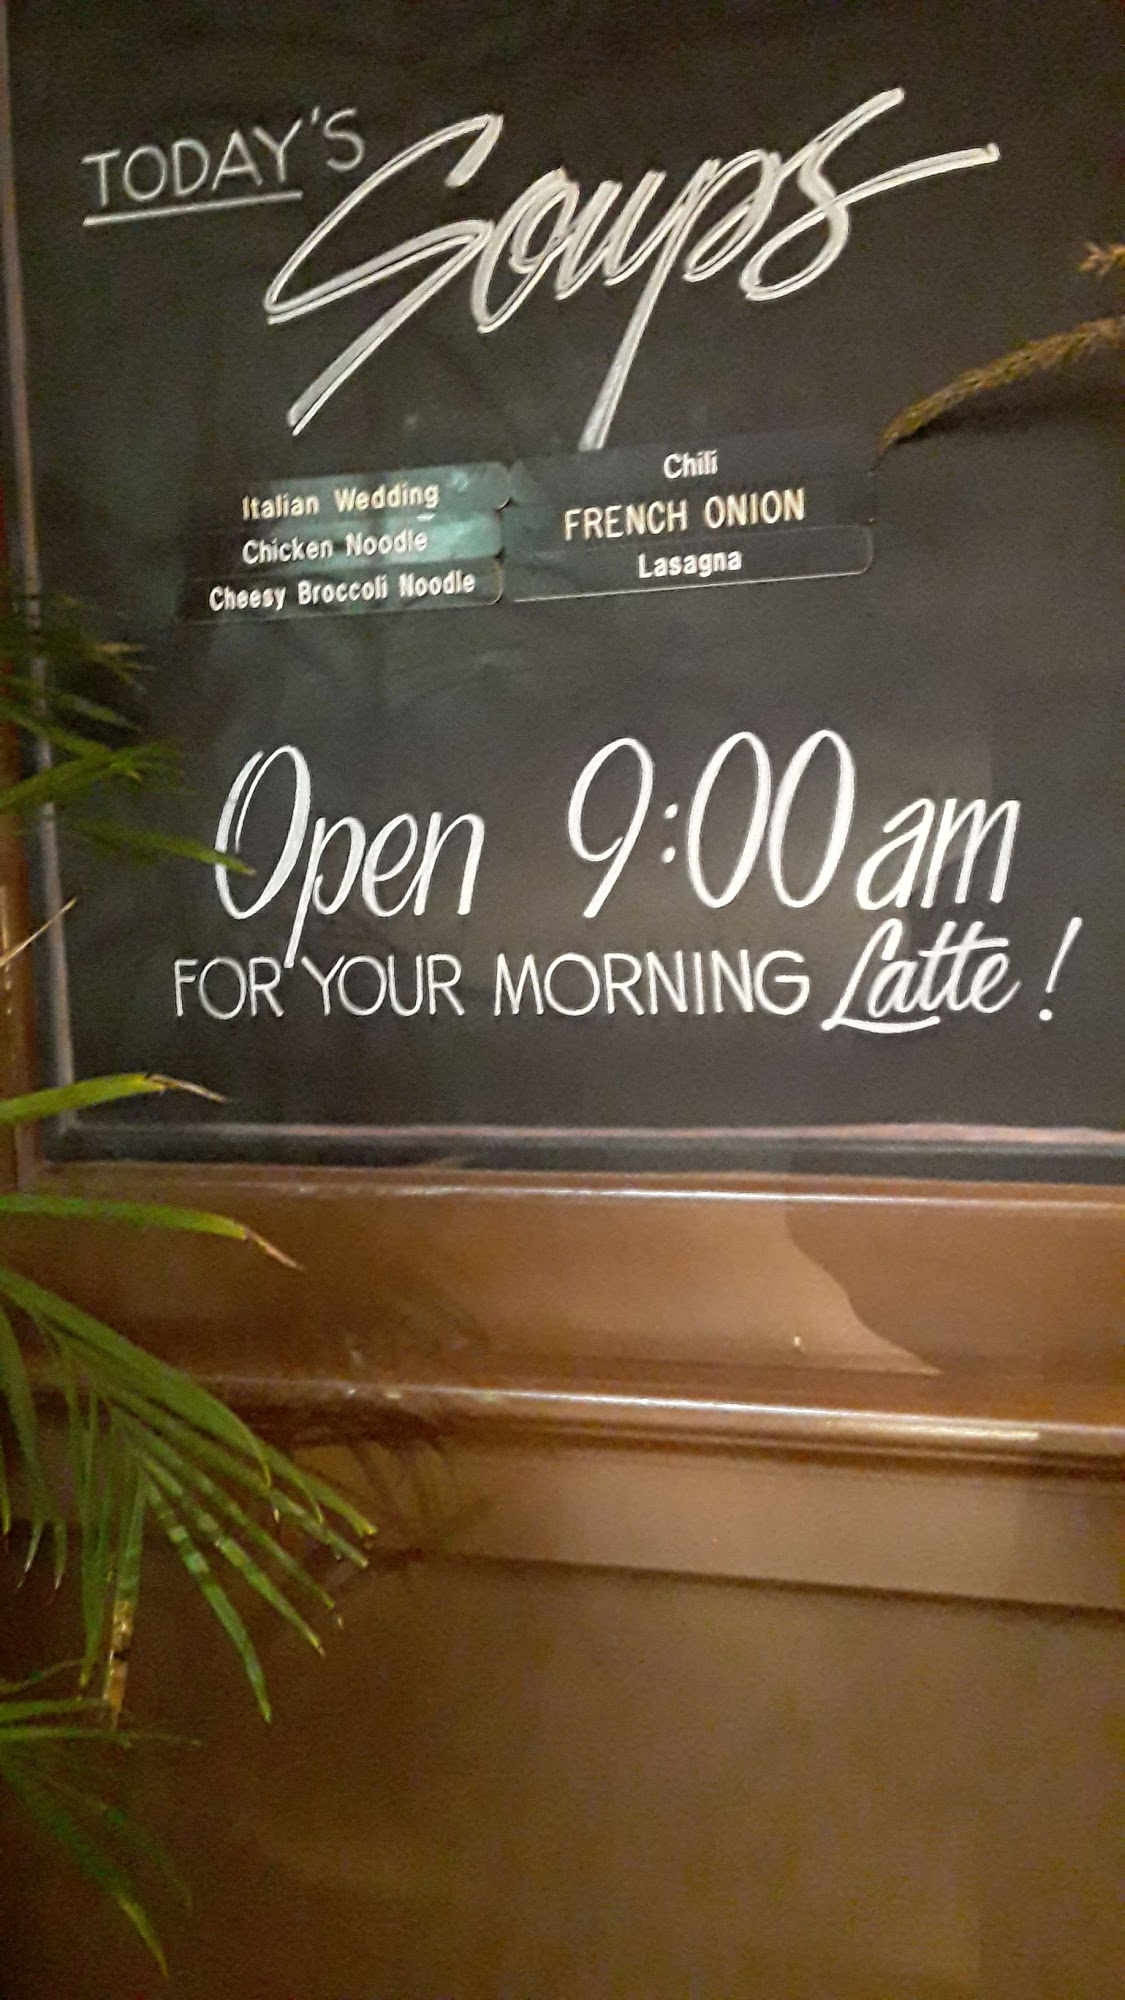 TODAY'S
Soups
Italian Wedding
Chicken Noodle
Cheesy Broccoli Noodle
Chili
FRENCH ONION
Lasagna
Open 9:00 am
FOR YOUR MORNING Latte!